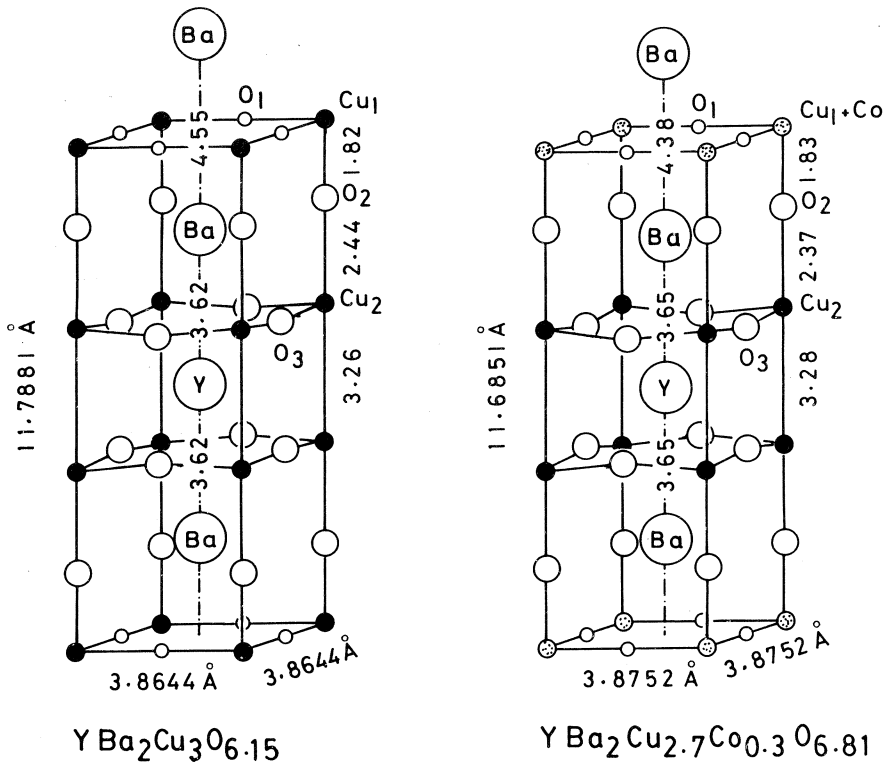 Ba
O1
Cu1
4.55
1.82
O2
Ba
2.44
3.62
Cu2
O3
11.7881 Å
Y
3.26
3.62
Ba
3.8644 Å
3.8644 Å
YBa2Cu3O6.15
Ba
O1
Cu1+Co
4.38
1.83
O2
Ba
2.37
3.65
Cu2
O3
11.6851 Å
Y
3.28
3.65
Ba
3.8752 Å
3.8752 Å
YBa2Cu2.7Co0.3O6.81